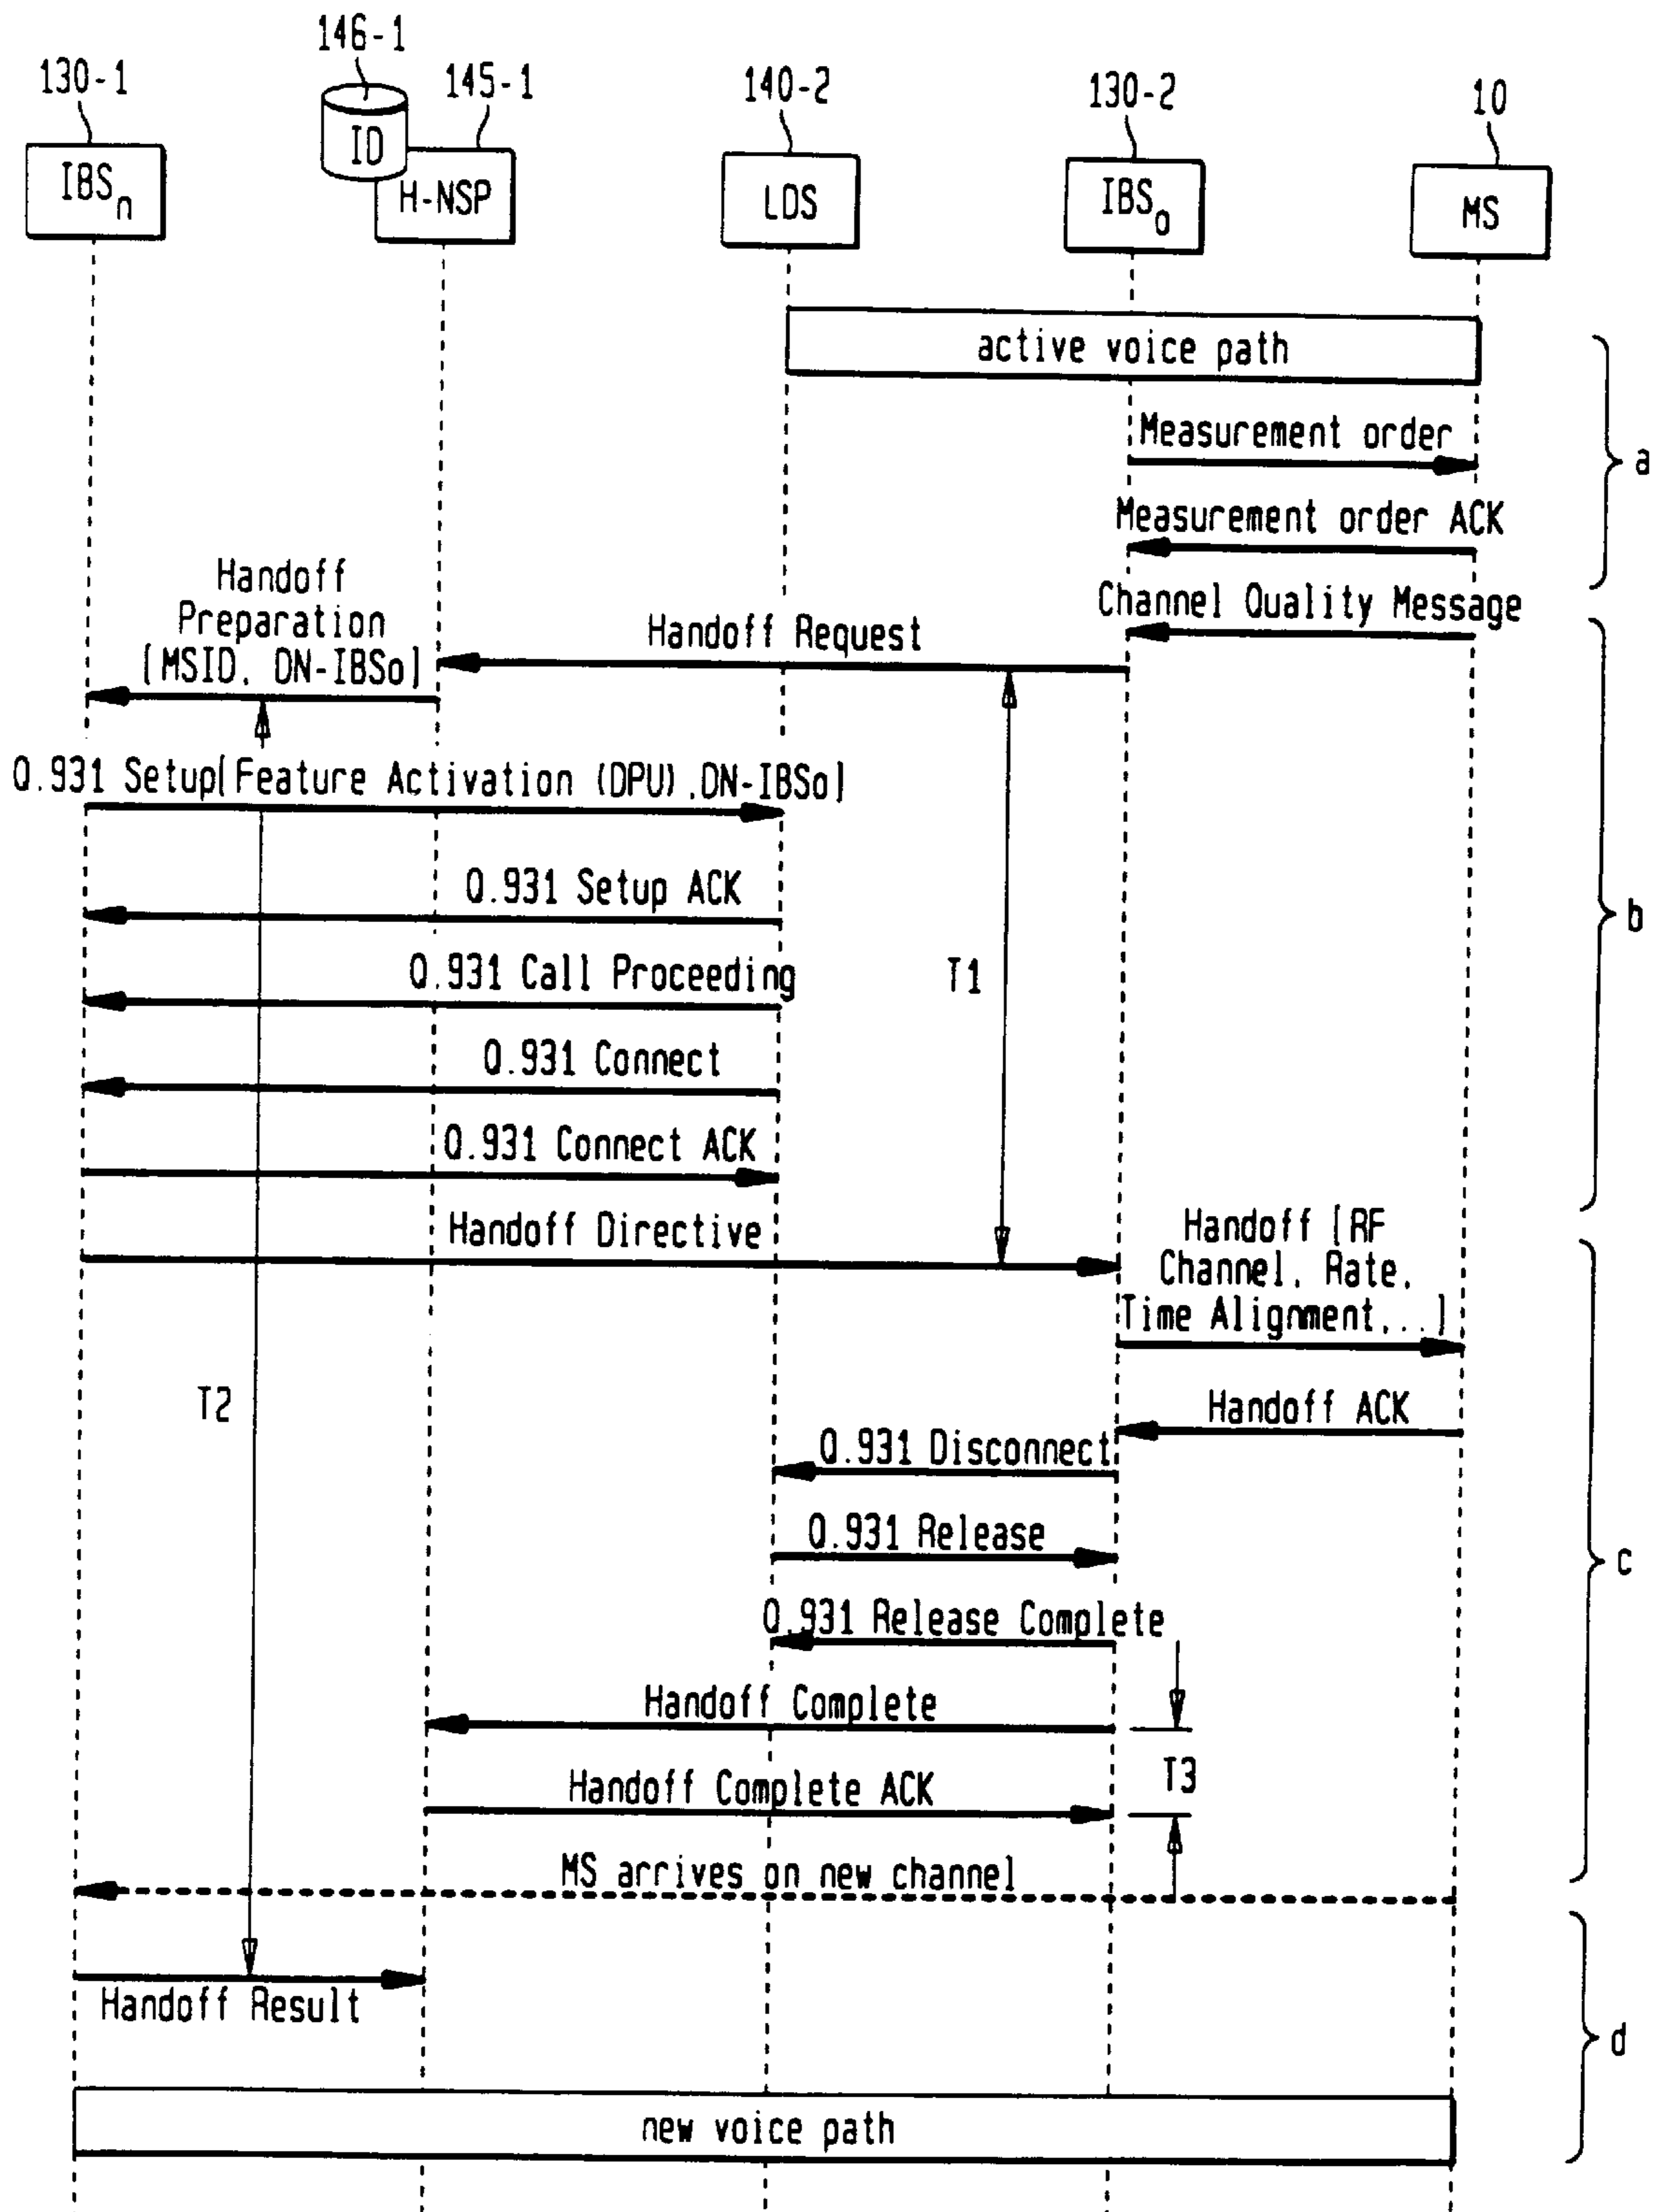 146-1
130-1
145-1
140-2
130-2
10
ID
IBSn
H-NSP
LDS
IBSo
MS
active voice path
Measurement order
a
Measurement order ACK
Handoff
Preparation
[MSID, DN-IBSo]
Channel Quality Message
Handoff Request
Q.931 Setup[Feature Activation (DPU),DN-IBSo]
Q.931 Setup ACK
b
Q.931 Call Proceeding
T1
Q.931 Connect
Q.931 Connect ACK
Handoff Directive
Handoff [RF
Channel, Rate,
Time Alignment,...]
T2
Handoff ACK
Q.931 Disconnect
Q.931 Release
c
Q.931 Release Complete
Handoff Complete
T3
Handoff Complete ACK
MS arrives on new channel
Handoff Result
d
new voice path